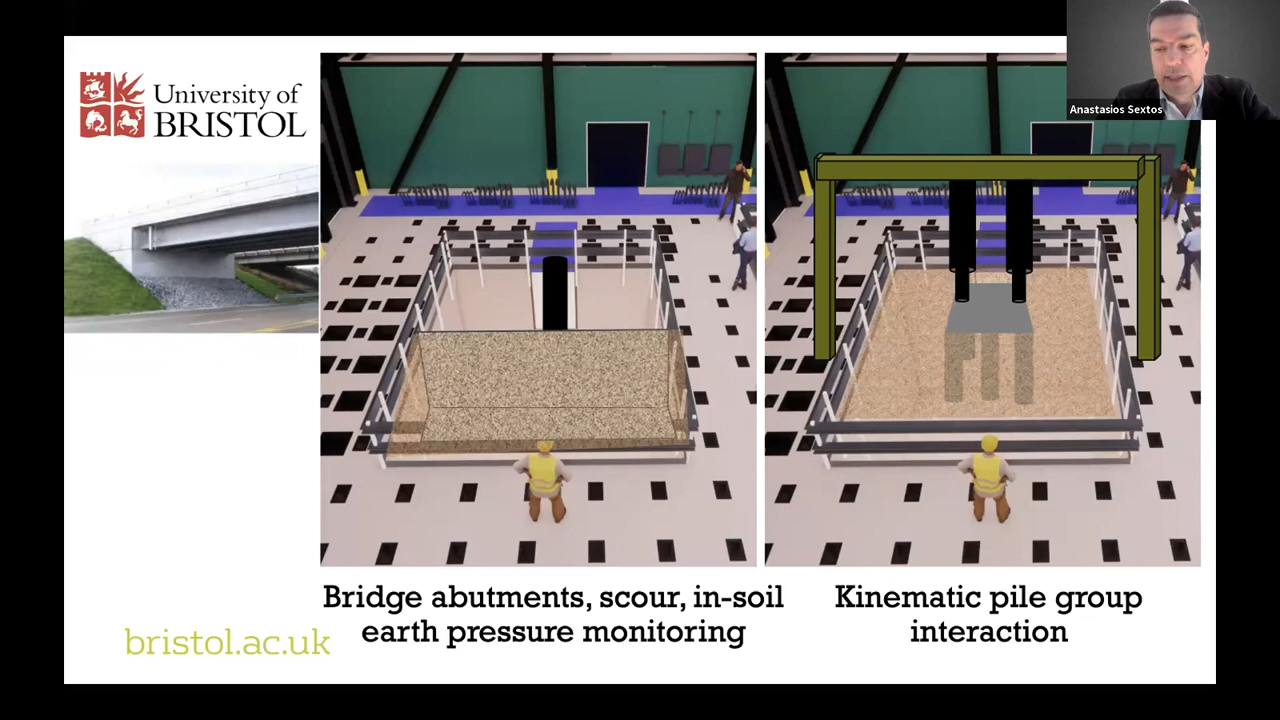 University of
BRISTOL
Anastasios Sextos
Bridge abutments, scour, in-soil
earth pressure monitoring
Kinematic pile group
interaction
bristol.ac.uk